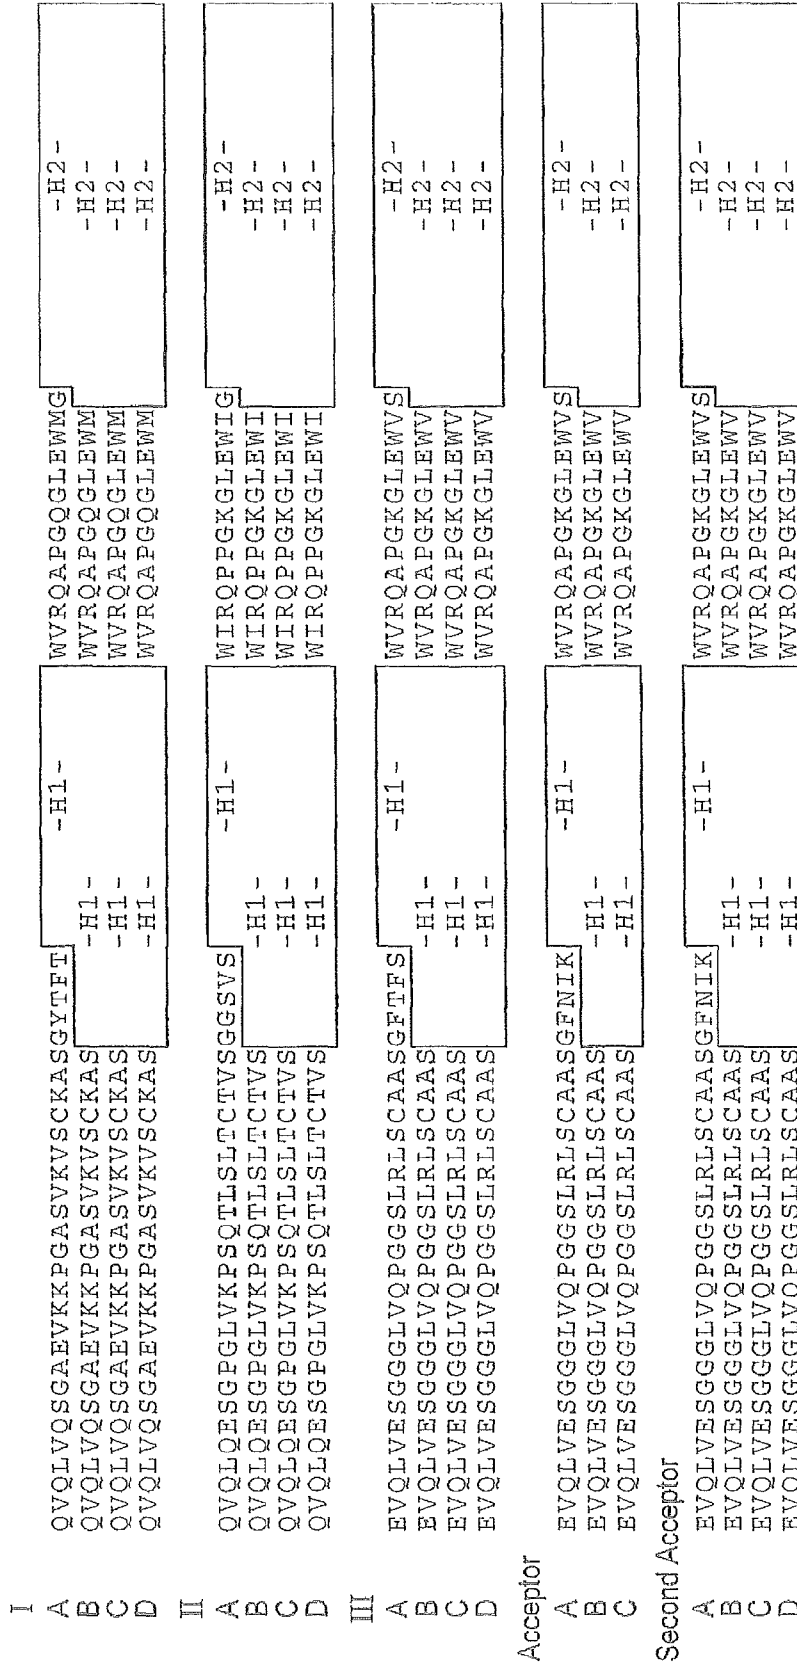 I
A QVQLVQSGAEVKKPGASVKVSCKASGYTFT -H1- WVRQAPGQGLEWMG -H2-
B QVQLVQSGAEVKKPGASVKVSCKAS -H1- WVRQAPGQGLEWM -H2-
C QVQLVQSGAEVKKPGASVKVSCKAS -H1- WVRQAPGQGLEWM -H2-
D QVQLVQSGAEVKKPGASVKVSCKAS -H1- WVRQAPGQGLEWM -H2-
II
A QVQLQESGPGLVKPSQTLSLTCTVSGGSVS -H1- WIRQPPGKGLEWIG -H2-
B QVQLQESGPGLVKPSQTLSLTCTVS -H1- WIRQPPGKGLEWI -H2-
C QVQLQESGPGLVKPSQTLSLTCTVS -H1- WIRQPPGKGLEWI -H2-
D QVQLQESGPGLVKPSQTLSLTCTVS -H1- WIRQPPGKGLEWI -H2-
III
A EVQLVESGGGLVQPGGSLRLSCAASGFTFS -H1- WVRQAPGKGLEWVS -H2-
B EVQLVESGGGLVQPGGSLRLSCAAS -H1- WVRQAPGKGLEWV -H2-
C EVQLVESGGGLVQPGGSLRLSCAAS -H1- WVRQAPGKGLEWV -H2-
D EVQLVESGGGLVQPGGSLRLSCAAS -H1- WVRQAPGKGLEWV -H2-
Acceptor
A EVQLVESGGGLVQPGGSLRLSCAASGFNIK -H1- WVRQAPGKGLEWVS -H2-
B EVQLVESGGGLVQPGGSLRLSCAAS -H1- WVRQAPGKGLEWV -H2-
C EVQLVESGGGLVQPGGSLRLSCAAS -H1- WVRQAPGKGLEWV -H2-
Second Acceptor
A EVQLVESGGGLVQPGGSLRLSCAASGFNIK -H1- WVRQAPGKGLEWVS -H2-
B EVQLVESGGGLVQPGGSLRLSCAAS -H1- WVRQAPGKGLEWV -H2-
C EVQLVESGGGLVQPGGSLRLSCAAS -H1- WVRQAPGKGLEWV -H2-
D EVQLVESGGGLVQPGGSLRLSCAAS -H1- WVRQAPGKGLEWV -H2-